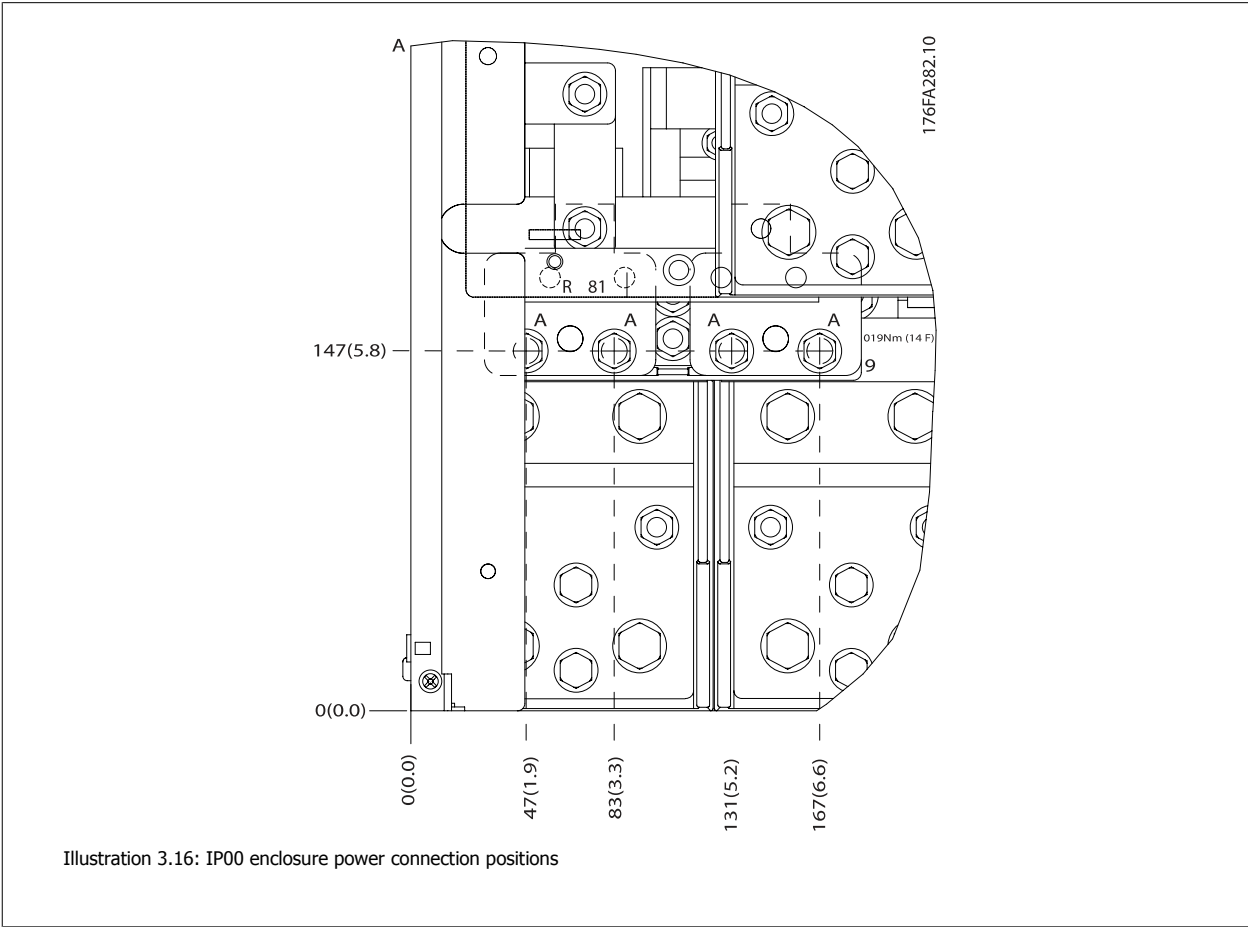 A
176FA282.10
R 81
A A A A
147(5.8)
019Nm (14 F)
9
0(0.0)
0(0.0)
47(1.9)
83(3.3)
131(5.2)
167(6.6)
Illustration 3.16: IP00 enclosure power connection positions